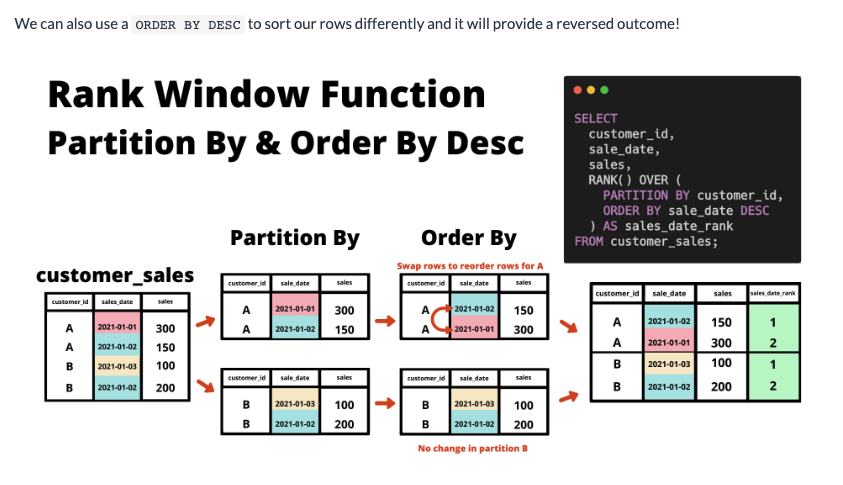 We can also use a ORDER BY DESC to sort our rows differently and it will provide a reversed outcome!
Rank Window Function
Partition By & Order By Desc
SELECT
customer_id,
sale_date,
sales,
RANK() OVER (
PARTITION BY customer_id,
ORDER BY sale_date DESC
) AS sales_date_rank
FROM customer_sales;
customer_sales
customer_id sales_date sales
A 2021-01-01 300
A 2021-01-02 150
B 2021-01-03 100
B 2021-01-02 200
Partition By
customer_id sale_date sales
A 2021-01-01 300
A 2021-01-02 150
customer_id sale_date sales
B 2021-01-03 100
B 2021-01-02 200
Order By
Swap rows to reorder rows for A
customer_id sale_date sales
A 2021-01-02 150
A 2021-01-01 300
customer_id sale_date sales
B 2021-01-03 100
B 2021-01-02 200
No change in partition B
customer_id sale_date sales sales_date_rank
A 2021-01-02 150 1
A 2021-01-01 300 2
B 2021-01-03 100 1
B 2021-01-02 200 2